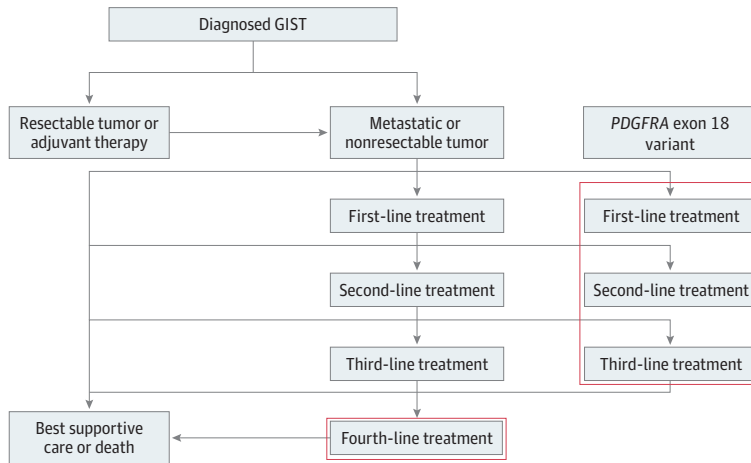 Diagnosed GIST
Resectable tumor or
adjuvant therapy
Metastatic or
nonresectable tumor
PDGFRA exon 18
variant
First-line treatment
First-line treatment
Second-line treatment
Second-line treatment
Third-line treatment
Third-line treatment
Best supportive
care or death
Fourth-line treatment